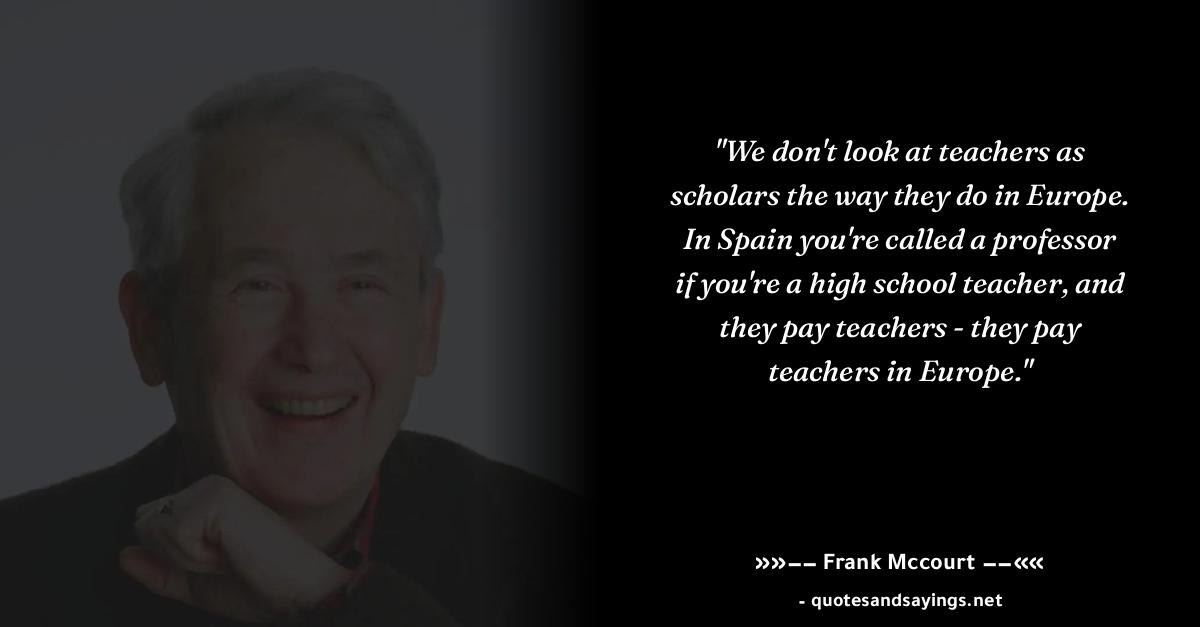 "We don't look at teachers as
scholars the way they do in Europe.
In Spain you're called a professor
if you're a high school teacher, and
they pay teachers - they pay
teachers in Europe."
»»–– Frank Mccourt ––««
- quotesandsayings.net